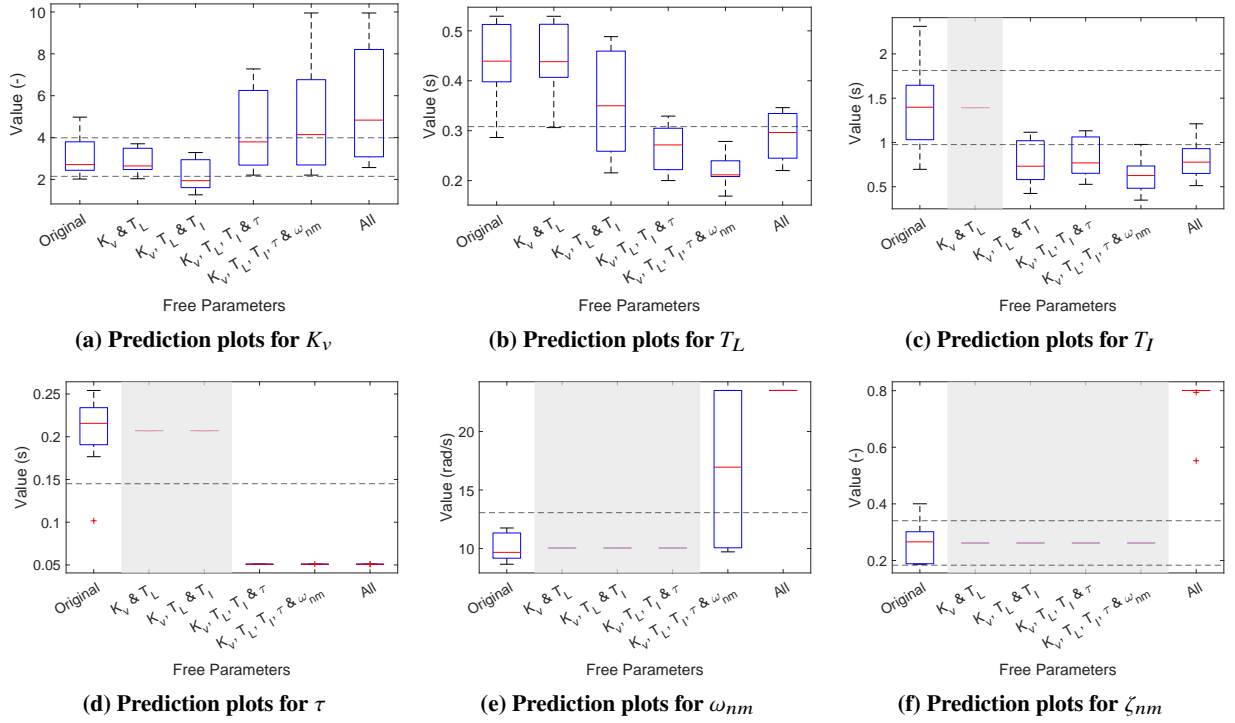 10
8
6
4
2
Value (-)
Original
K_v & T_L
K_v, T_L & T_I
K_v, T_L, T_I & τ
K_v, T_L, T_I, τ & ω_nm
All
Free Parameters
(a) Prediction plots for K_v
0.5
0.4
0.3
0.2
Value (s)
Original
K_v & T_L
K_v, T_L & T_I
K_v, T_L, T_I & τ
K_v, T_L, T_I, τ & ω_nm
All
Free Parameters
(b) Prediction plots for T_L
2
1.5
1
0.5
Value (s)
Original
K_v & T_L
K_v, T_L & T_I
K_v, T_L, T_I & τ
K_v, T_L, T_I, τ & ω_nm
All
Free Parameters
(c) Prediction plots for T_I
0.25
0.2
0.15
0.1
0.05
Value (s)
Original
K_v & T_L
K_v, T_L & T_I
K_v, T_L, T_I & τ
K_v, T_L, T_I, τ & ω_nm
All
Free Parameters
(d) Prediction plots for τ
20
15
10
Value (rad/s)
Original
K_v & T_L
K_v, T_L & T_I
K_v, T_L, T_I & τ
K_v, T_L, T_I, τ & ω_nm
All
Free Parameters
(e) Prediction plots for ω_nm
0.8
0.6
0.4
0.2
Value (-)
Original
K_v & T_L
K_v, T_L & T_I
K_v, T_L, T_I & τ
K_v, T_L, T_I, τ & ω_nm
All
Free Parameters
(f) Prediction plots for ζ_nm